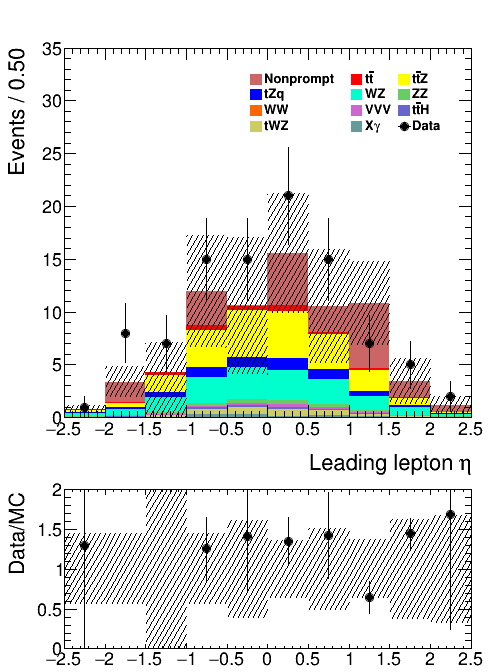 Events / 0.50
35
30
25
20
15
10
5
0
Nonprompt tt̄ tt̄Z
tZq WZ ZZ
WW VVV tt̄H
tWZ Xγ Data
−2.5 −2 −1.5 −1 −0.5 0 0.5 1 1.5 2 2.5
Leading lepton η
Data/MC
2
1.5
1
0.5
0
−2.5 −2 −1.5 −1 −0.5 0 0.5 1 1.5 2 2.5